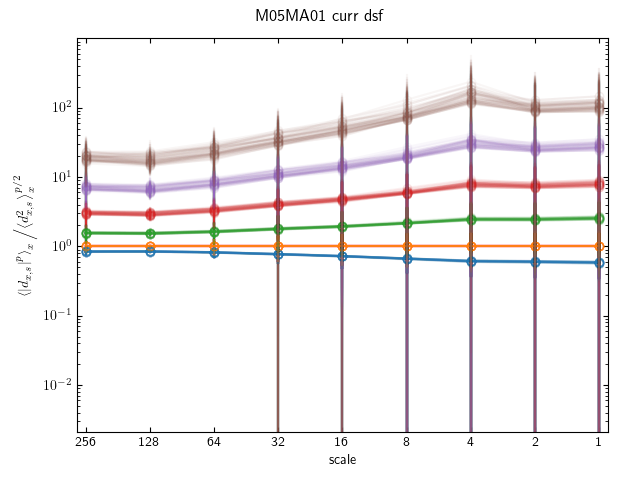 M05MA01 curr dsf
⟨|d_{x,s}|^p⟩_x / ⟨d^2_{x,s}⟩_x^{p/2}
10^2
10^1
10^0
10^{-1}
10^{-2}
256 128 64 32 16 8 4 2 1
scale